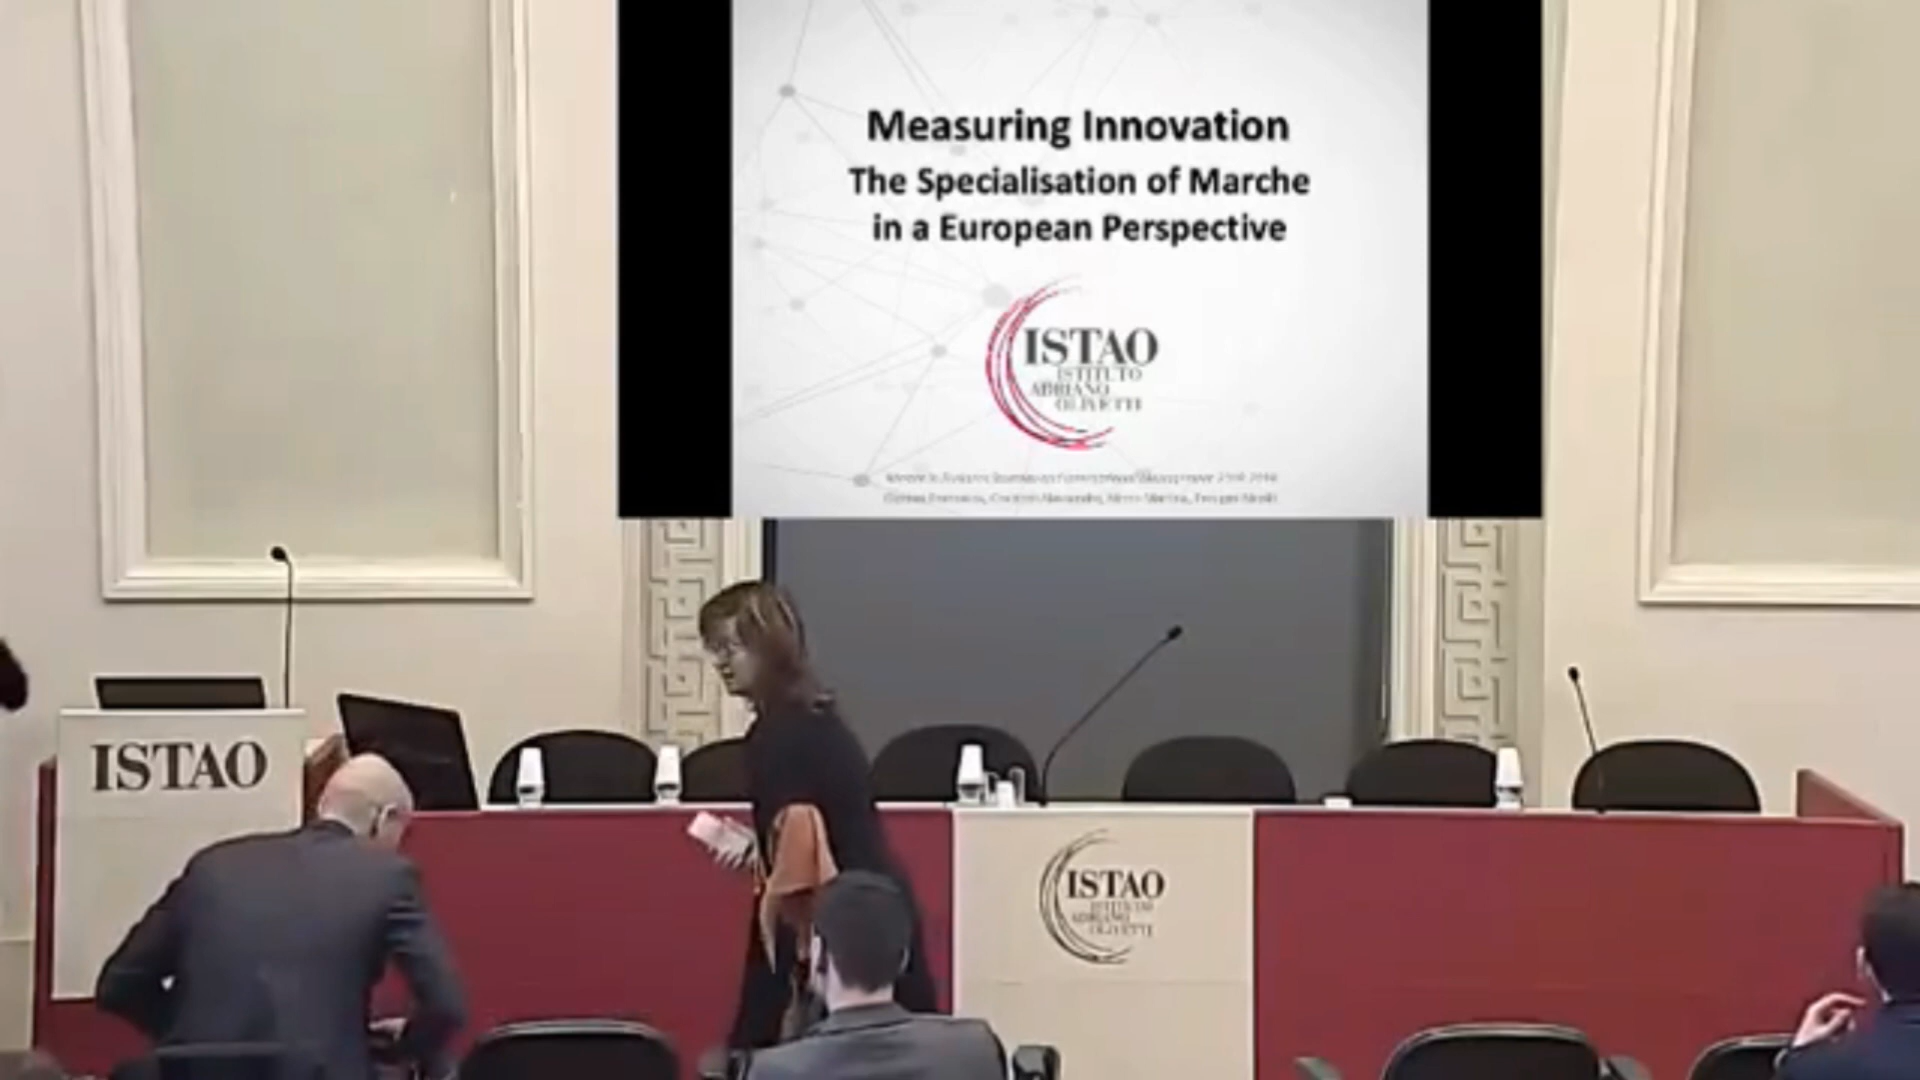 Measuring Innovation
The Specialisation of Marche
in a European Perspective
ISTAO
ISTITUTO
ADRIANO
OLIVETTI
ISTAO
ISTAO
ISTITUTO
ADRIANO
OLIVETTI